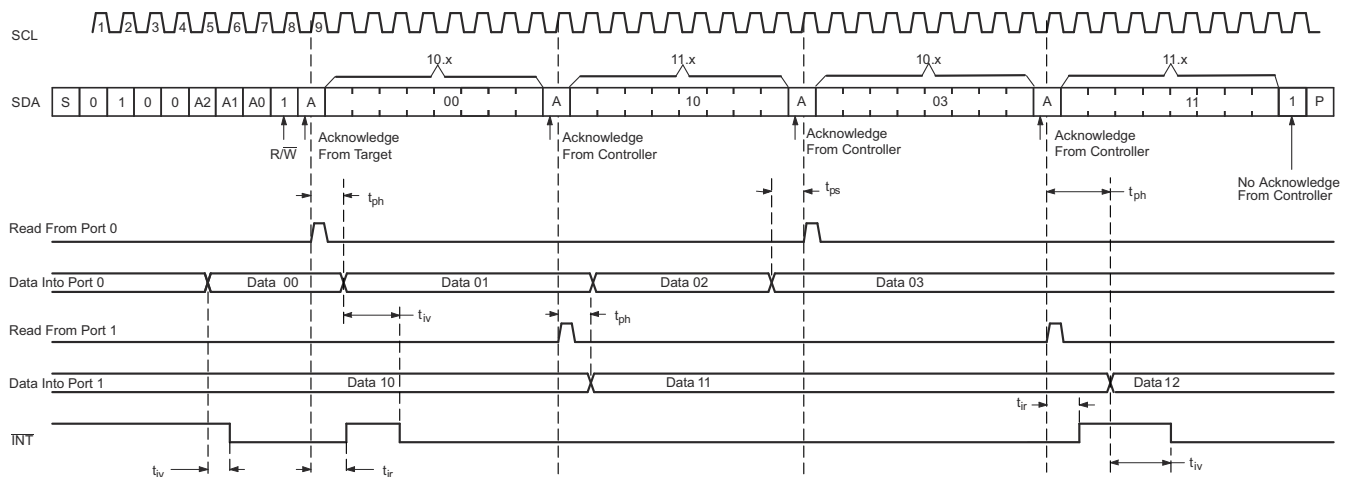 SCL
1 2 3 4 5 6 7 8 9
10.x 11.x 10.x 11.x
SDA S 0 1 0 0 A2 A1 A0 1 A 00 A 10 A 03 A 11 1 P
R/W̅
Acknowledge
From Target
Acknowledge
From Controller
Acknowledge
From Controller
Acknowledge
From Controller
No Acknowledge
From Controller
tph
tps
tph
Read From Port 0
Data Into Port 0 Data 00 Data 01 Data 02 Data 03
tiv
tph
Read From Port 1
Data Into Port 1 Data 10 Data 11 Data 12
tir
I̅N̅T̅
tiv
tir
tiv